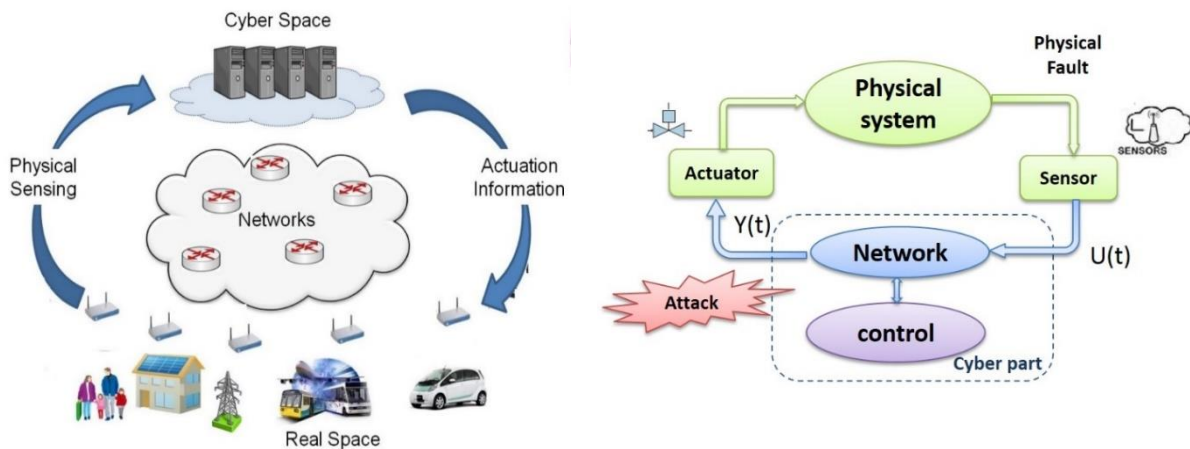 Cyber Space
Physical
Sensing
Networks
Actuation
Information
Real Space
Physical
Fault
Physical
system
SENSORS
Actuator
Sensor
Y(t)
Network
U(t)
Attack
control
Cyber part